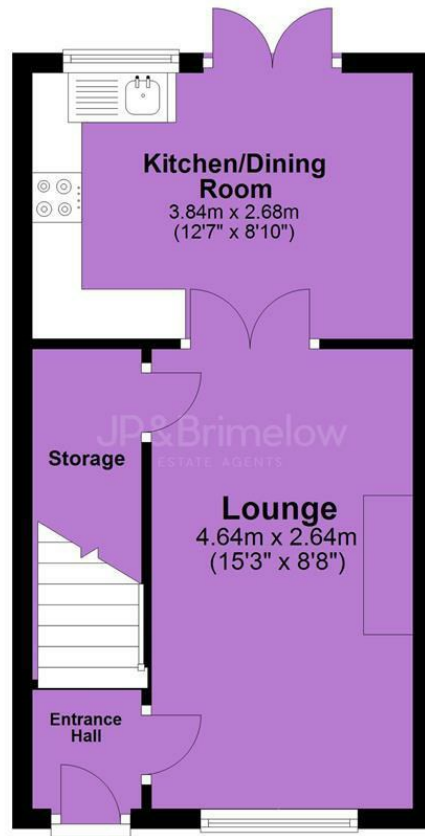 Kitchen/Dining
Room
3.84m x 2.68m
(12'7" x 8'10")
JP&Brimelow
ESTATE AGENTS
Storage
Lounge
4.64m x 2.64m
(15'3" x 8'8")
Entrance
Hall